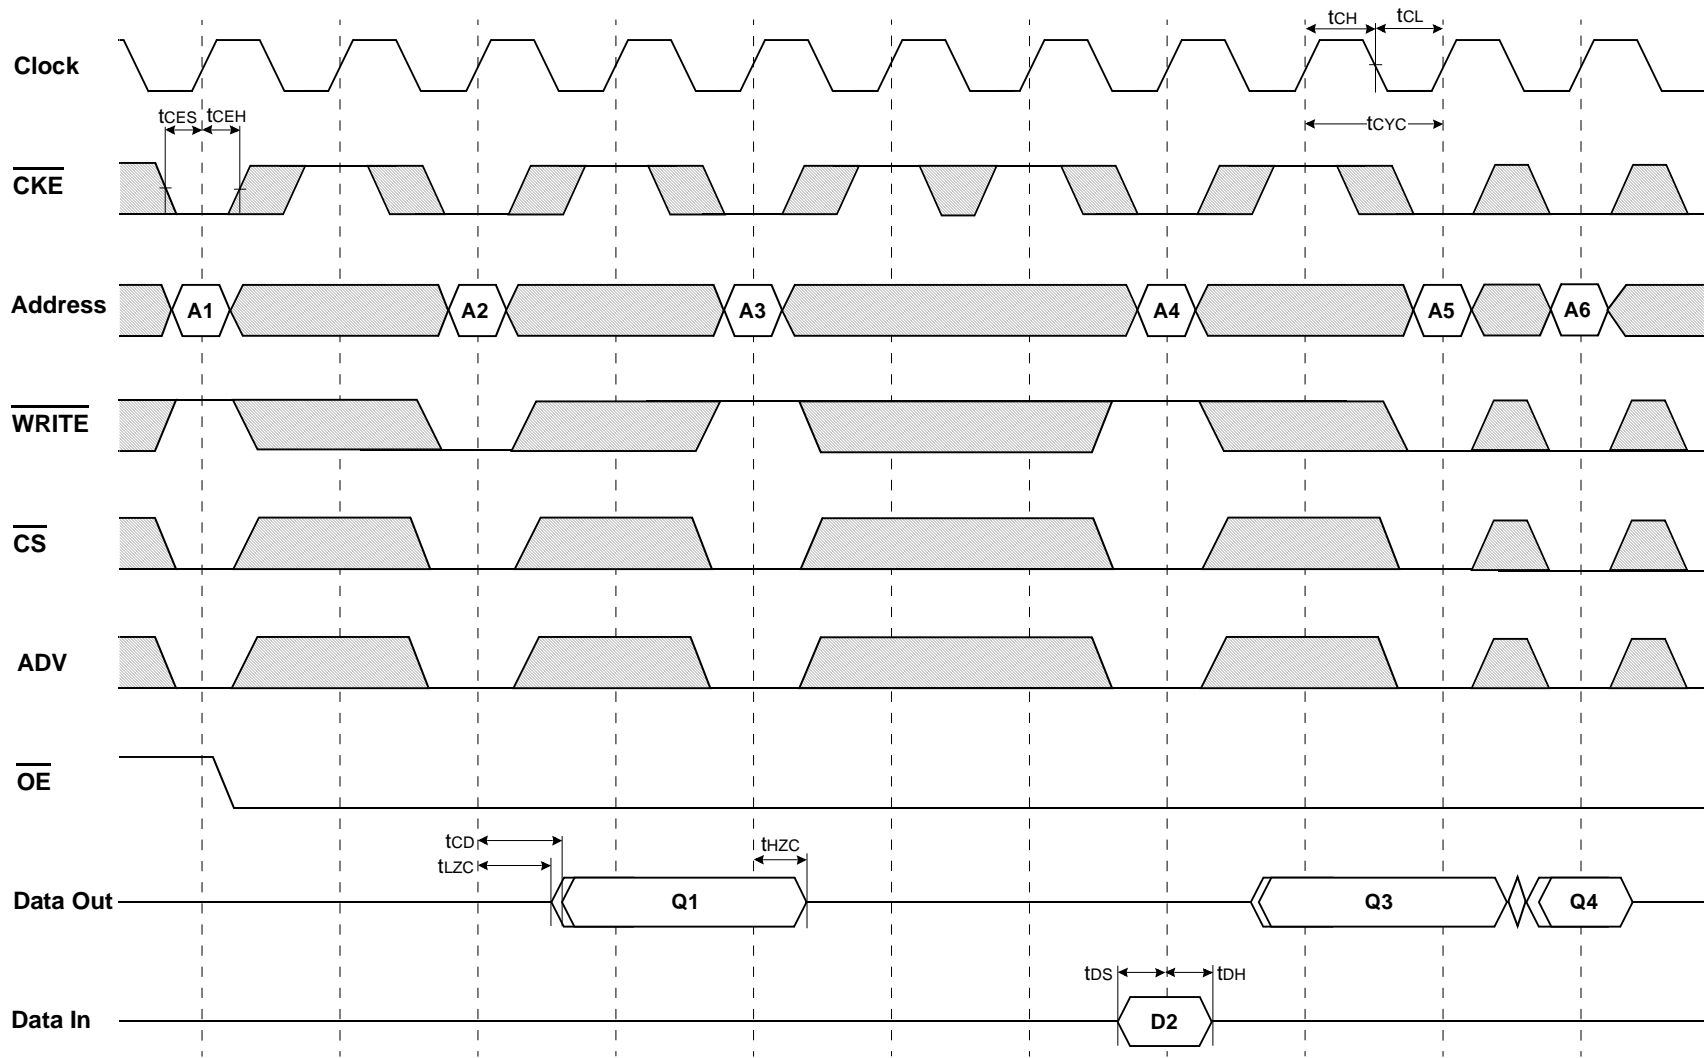 tCH tCL
Clock
tCES tCEH
tCYC
CKE
Address A1 A2 A3 A4 A5 A6
WRITE
CS
ADV
OE
tCD
tLZC tHZC
Data Out Q1 Q3 Q4
tDS tDH
Data In D2